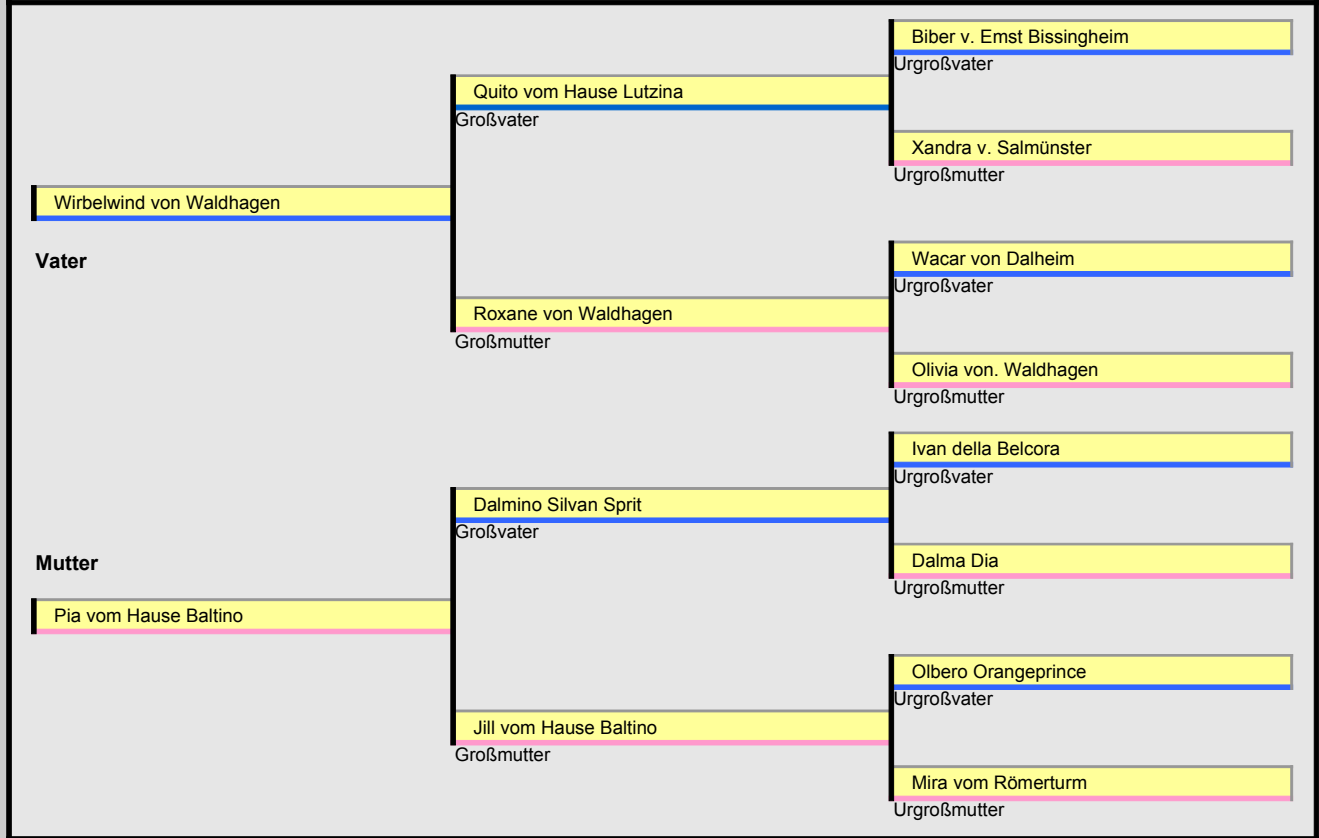 Biber v. Emst Bissingheim
Urgroßvater
Quito vom Hause Lutzina
Großvater
Xandra v. Salmünster
Urgroßmutter
Wirbelwind von Waldhagen
Vater
Wacar von Dalheim
Urgroßvater
Roxane von Waldhagen
Großmutter
Olivia von. Waldhagen
Urgroßmutter
Ivan della Belcora
Urgroßvater
Dalmino Silvan Sprit
Großvater
Mutter
Dalma Dia
Urgroßmutter
Pia vom Hause Baltino
Olbero Orangeprince
Urgroßvater
Jill vom Hause Baltino
Großmutter
Mira vom Römerturm
Urgroßmutter